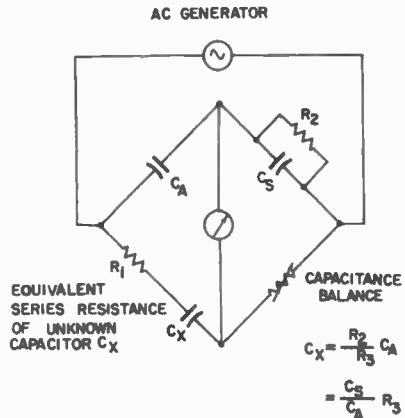 AC GENERATOR
R2
CA
CS
R1
CAPACITANCE
BALANCE
EQUIVALENT
SERIES RESISTANCE
OF UNKNOWN
CAPACITOR CX
CX
CX = R2/R3 CA
= CS/CA R3